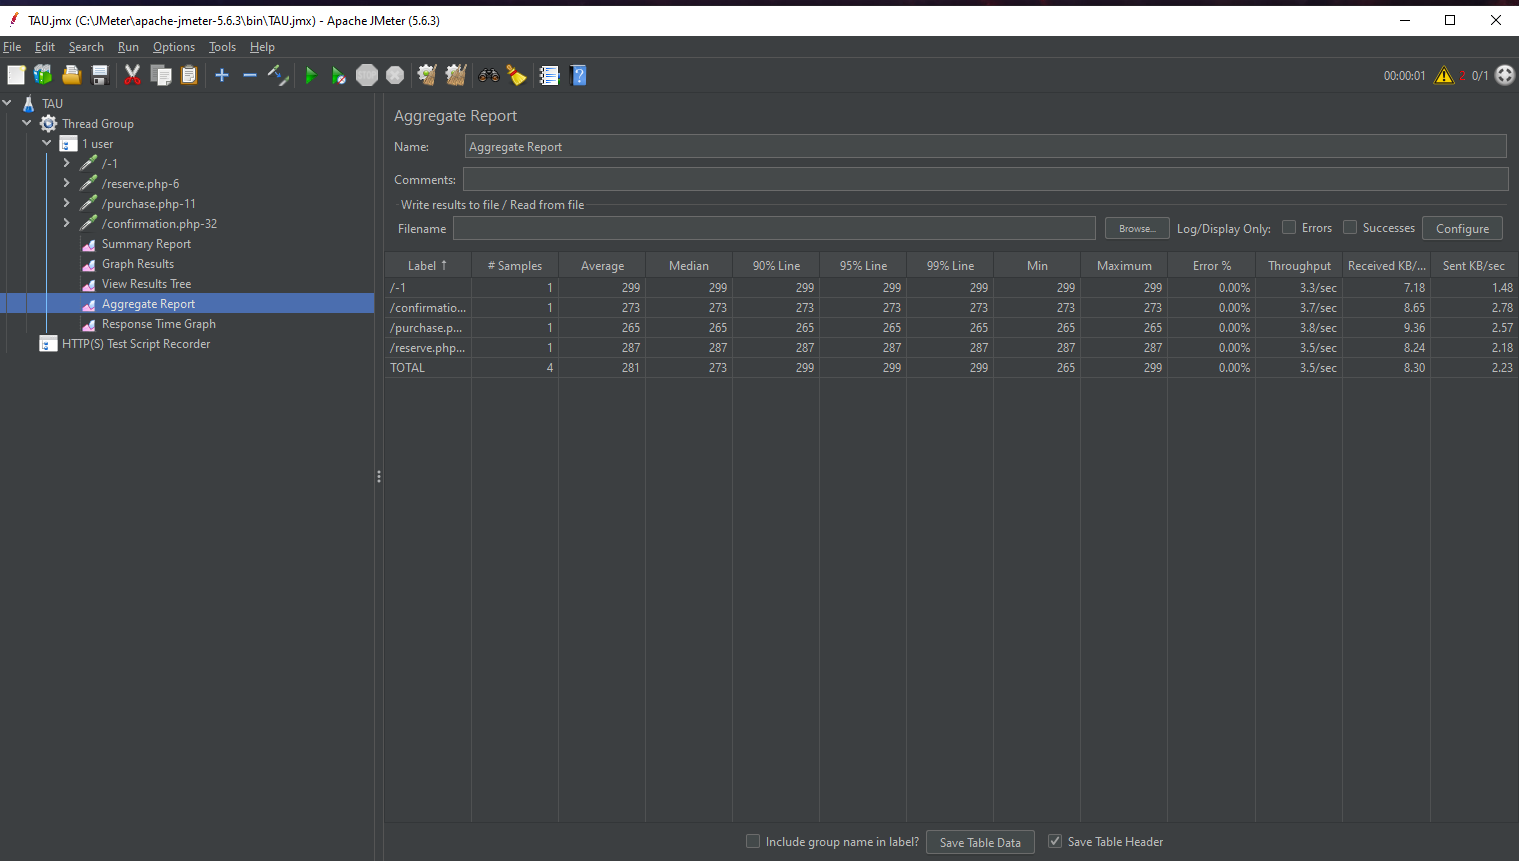 TAU.jmx (C:\JMeter\apache-jmeter-5.6.3\bin\TAU.jmx) - Apache JMeter (5.6.3)
File Edit Search Run Options Tools Help
STOP 00:00:01 2 0/1
TAU
Thread Group
1 user
/-1
/reserve.php-6
/purchase.php-11
/confirmation.php-32
Summary Report
Graph Results
View Results Tree
Aggregate Report
Response Time Graph
HTTP(S) Test Script Recorder
Aggregate Report
Name: Aggregate Report
Comments:
Write results to file / Read from file
Filename Browse... Log/Display Only: Errors Successes Configure
Label ↑ # Samples Average Median 90% Line 95% Line 99% Line Min Maximum Error % Throughput Received KB/... Sent KB/sec
/-1 1 299 299 299 299 299 299 299 0.00% 3.3/sec 7.18 1.48
/confirmatio... 1 273 273 273 273 273 273 273 0.00% 3.7/sec 8.65 2.78
/purchase.p... 1 265 265 265 265 265 265 265 0.00% 3.8/sec 9.36 2.57
/reserve.php... 1 287 287 287 287 287 287 287 0.00% 3.5/sec 8.24 2.18
TOTAL 4 281 273 299 299 299 265 299 0.00% 3.5/sec 8.30 2.23
Include group name in label? Save Table Data Save Table Header